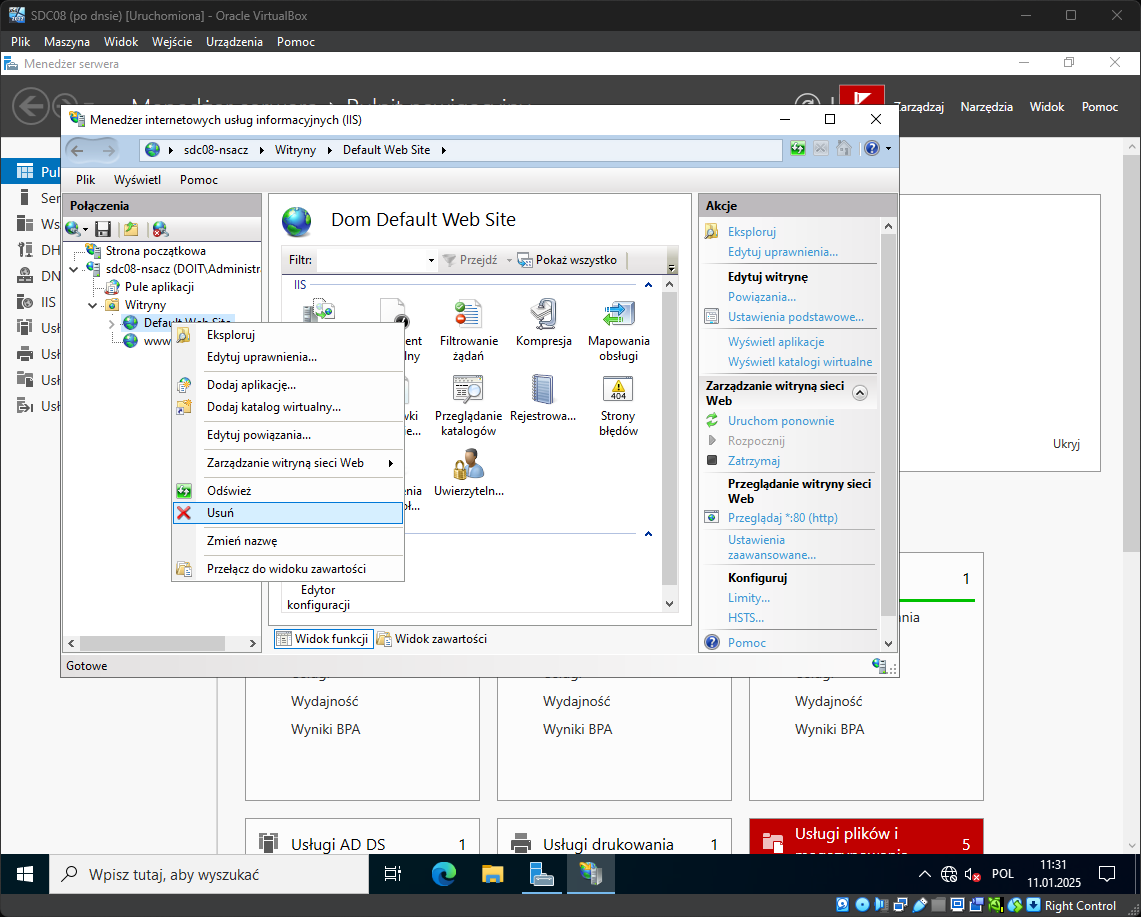 SDC08 (po dnsie) [Uruchomiona] - Oracle VirtualBox
Plik Maszyna Widok Wejście Urządzenia Pomoc
Menedżer serwera
Zarządzaj Narzędzia Widok Pomoc
Menedżer internetowych usług informacyjnych (IIS)
sdc08-nsacz Witryny Default Web Site
Plik Wyświetl Pomoc
Połączenia
Strona początkowa
sdc08-nsacz (DOIT\Administra
Pule aplikacji
Witryny
Default Web Site
www
Eksploruj
Edytuj uprawnienia...
Dodaj aplikację...
Dodaj katalog wirtualny...
Edytuj powiązania...
Zarządzanie witryną sieci Web
Odśwież
Usuń
Zmień nazwę
Przełącz do widoku zawartości
Dom Default Web Site
Filtr: Przejdź Pokaż wszystko
IIS
Filtrowanie żądań
Kompresja
Mapowania obsługi
Przeglądanie katalogów
Rejestrowa...
404
Strony błędów
Uwierzyteln...
Edytor konfiguracji
Widok funkcji Widok zawartości
Gotowe
Akcje
Eksploruj
Edytuj uprawnienia...
Edytuj witrynę
Powiązania...
Ustawienia podstawowe...
Wyświetl aplikacje
Wyświetl katalogi wirtualne
Zarządzanie witryną sieci
Web
Uruchom ponownie
Rozpocznij
Zatrzymaj
Przeglądanie witryny sieci
Web
Przeglądaj *:80 (http)
Ustawienia
zaawansowane...
Konfiguruj
Limity...
HSTS...
Pomoc
Pul
Ser
Ws
DH
DN
IIS
Usł
Usł
Usł
Usł
Ukryj
1
Wydajność
Wyniki BPA
Wydajność
Wyniki BPA
Wydajność
Wyniki BPA
Usługi AD DS 1
Usługi drukowania 1
Usługi plików i 5
Wpisz tutaj, aby wyszukać
POL
11:31
11.01.2025
Right Control